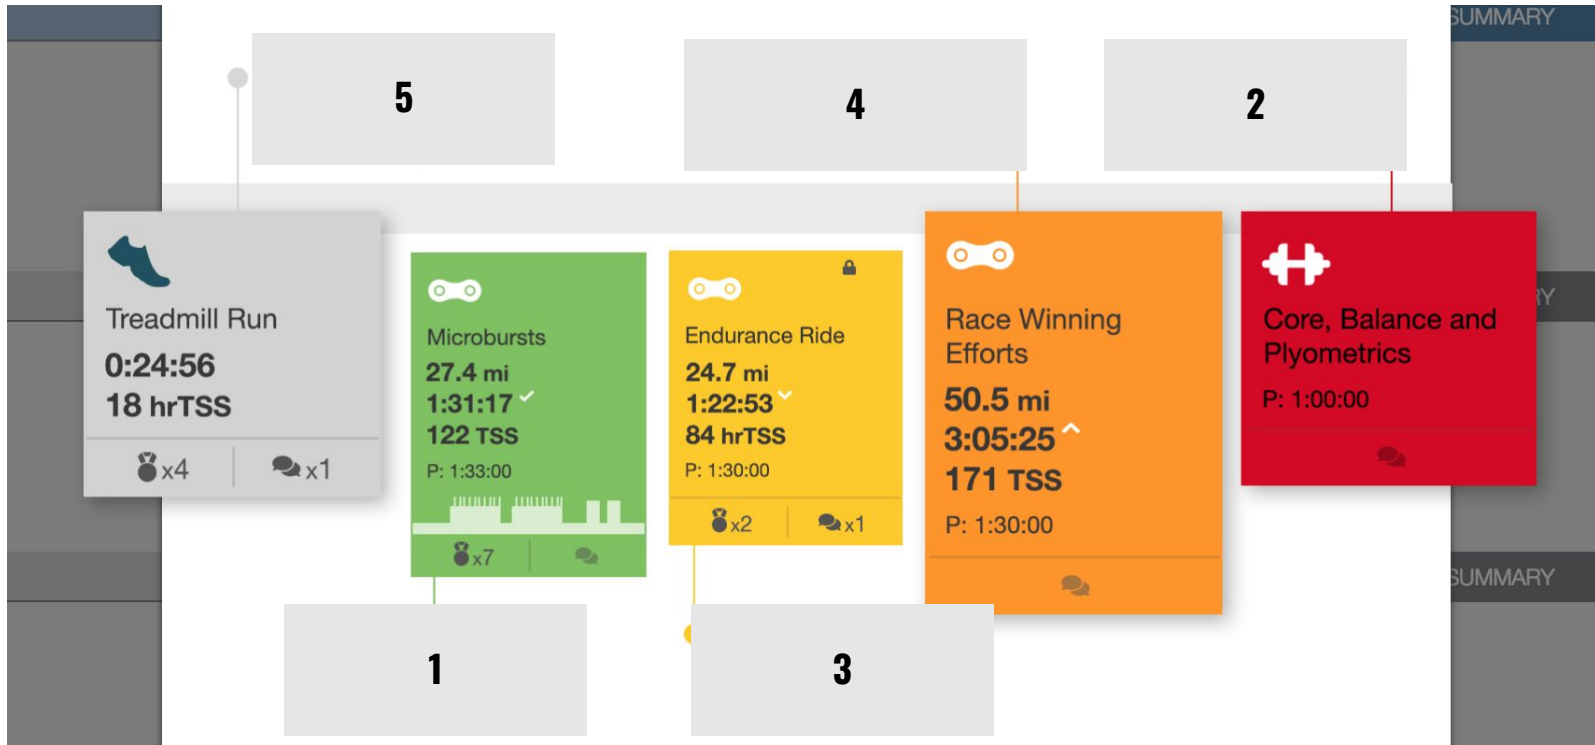 SUMMARY
5
4
2
Treadmill Run
0:24:56
18 hrTSS
x4
x1
Microbursts
27.4 mi
1:31:17
122 TSS
P: 1:33:00
x7
Endurance Ride
24.7 mi
1:22:53
84 hrTSS
P: 1:30:00
x2
x1
Race Winning
Efforts
50.5 mi
3:05:25
171 TSS
P: 1:30:00
Core, Balance and
Plyometrics
P: 1:00:00
RY
SUMMARY
1
3